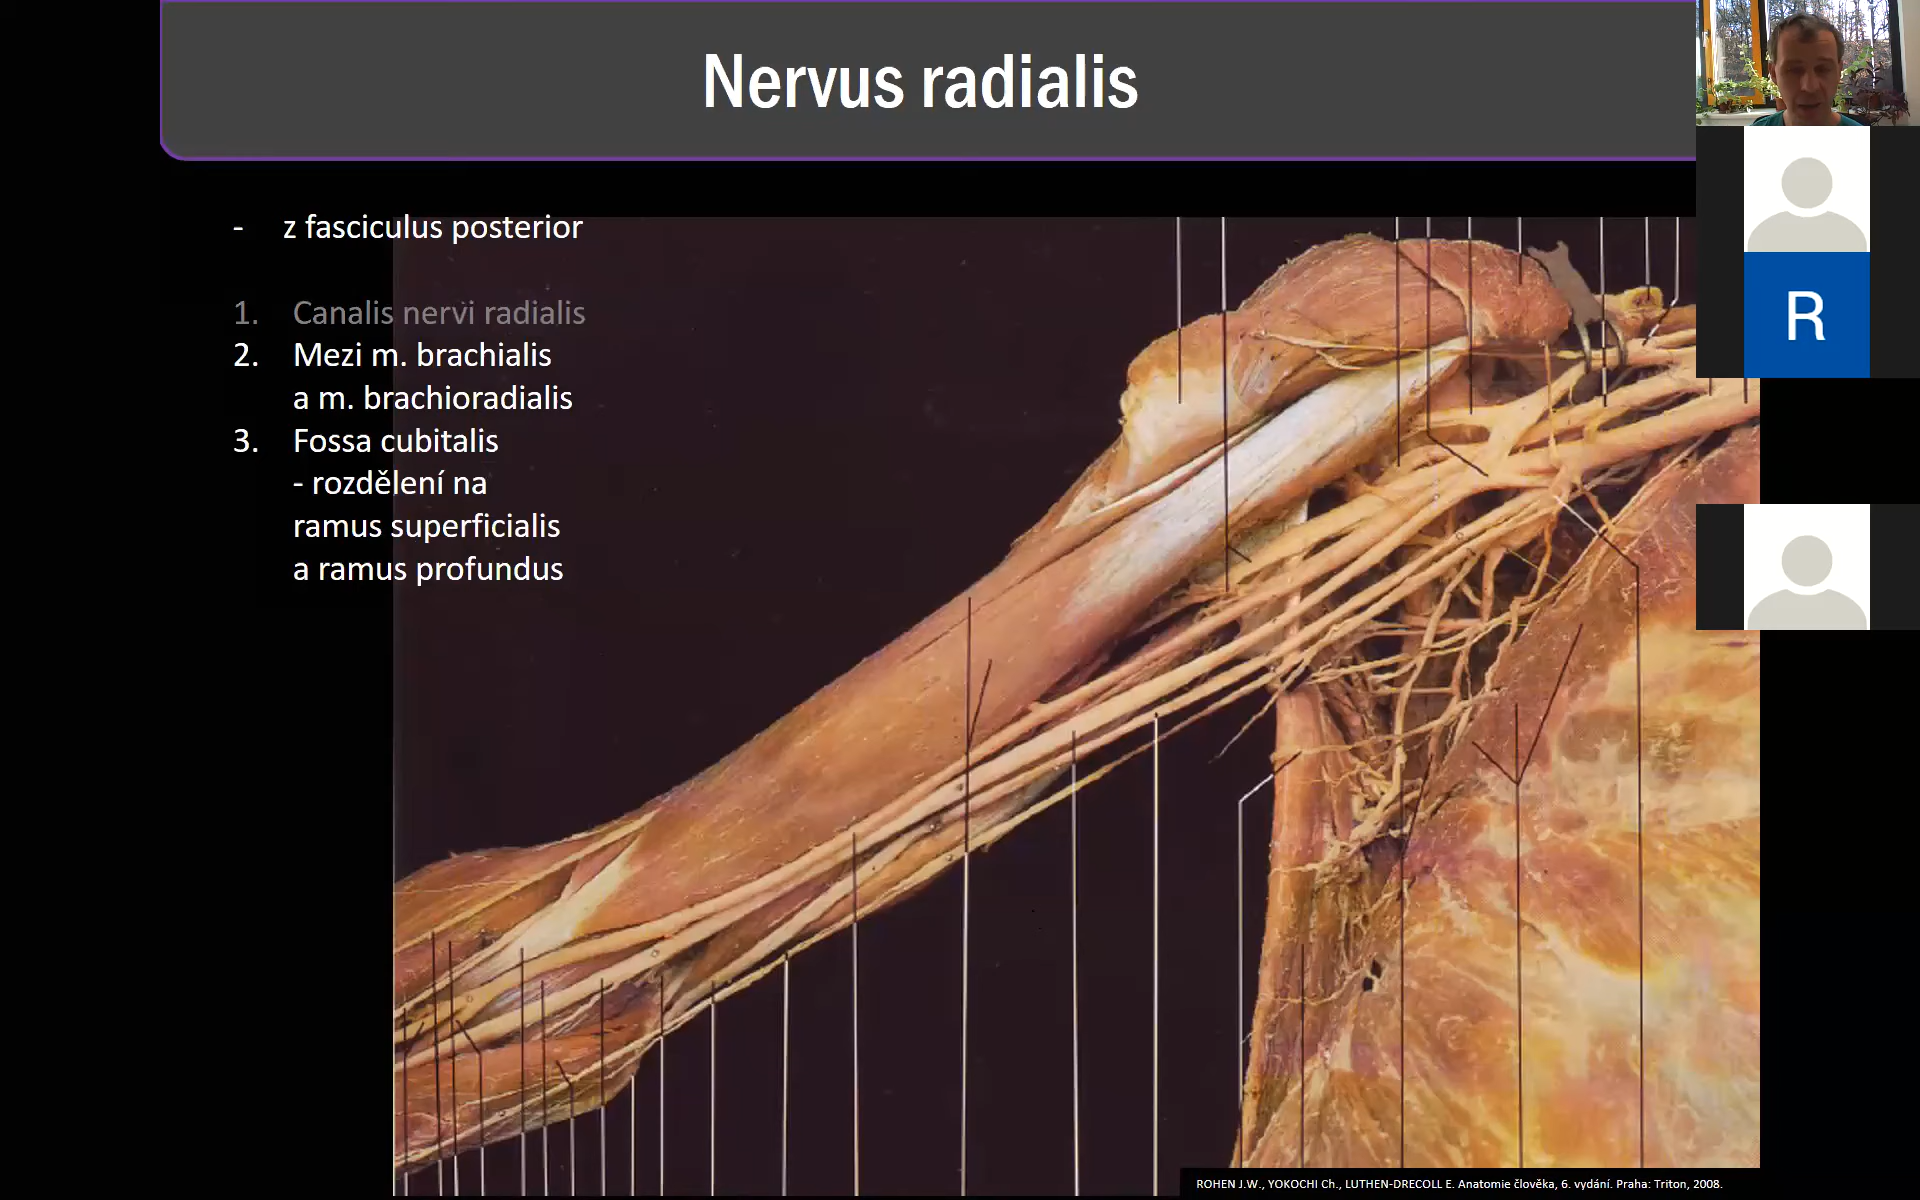 Nervus radialis
- z fasciculus posterior
1. Canalis nervi radialis
2. Mezi m. brachialis
a m. brachioradialis
3. Fossa cubitalis
- rozdělení na
ramus superficialis
a ramus profundus
R
ROHEN J.W., YOKOCHI Ch., LUTHEN-DRECOLL E. Anatomie člověka, 6. vydání. Praha: Triton, 2008.